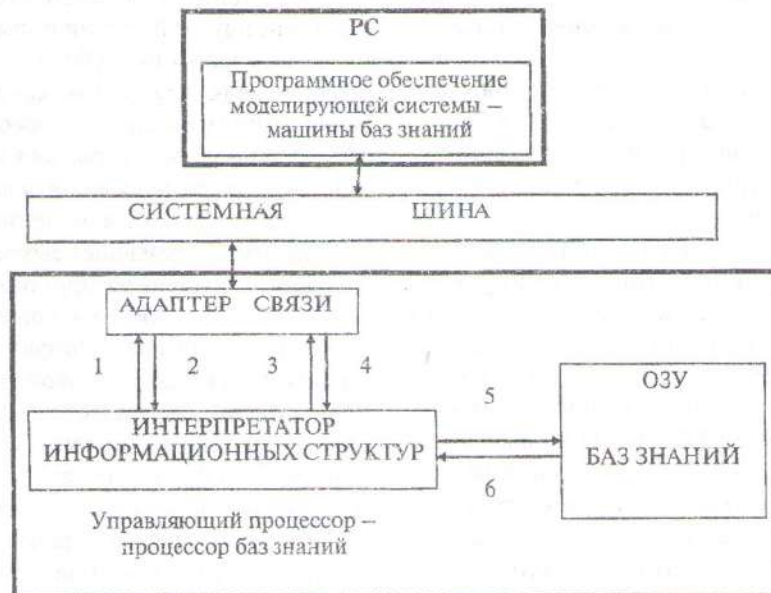 PC
Программное обеспечение
моделирующей системы –
машины баз знаний
СИСТЕМНАЯ ШИНА
АДАПТЕР СВЯЗИ
1 2 3 4
5
ОЗУ
ИНТЕРПРЕТАТОР
ИНФОРМАЦИОННЫХ СТРУКТУР
БАЗ ЗНАНИЙ
6
Управляющий процессор –
процессор баз знаний